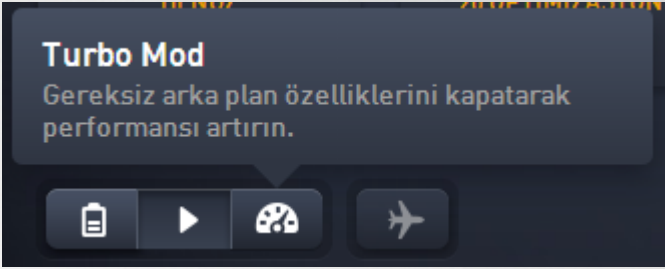 Turbo Mod
Gereksiz arka plan özelliklerini kapatarak
performansı artırın.